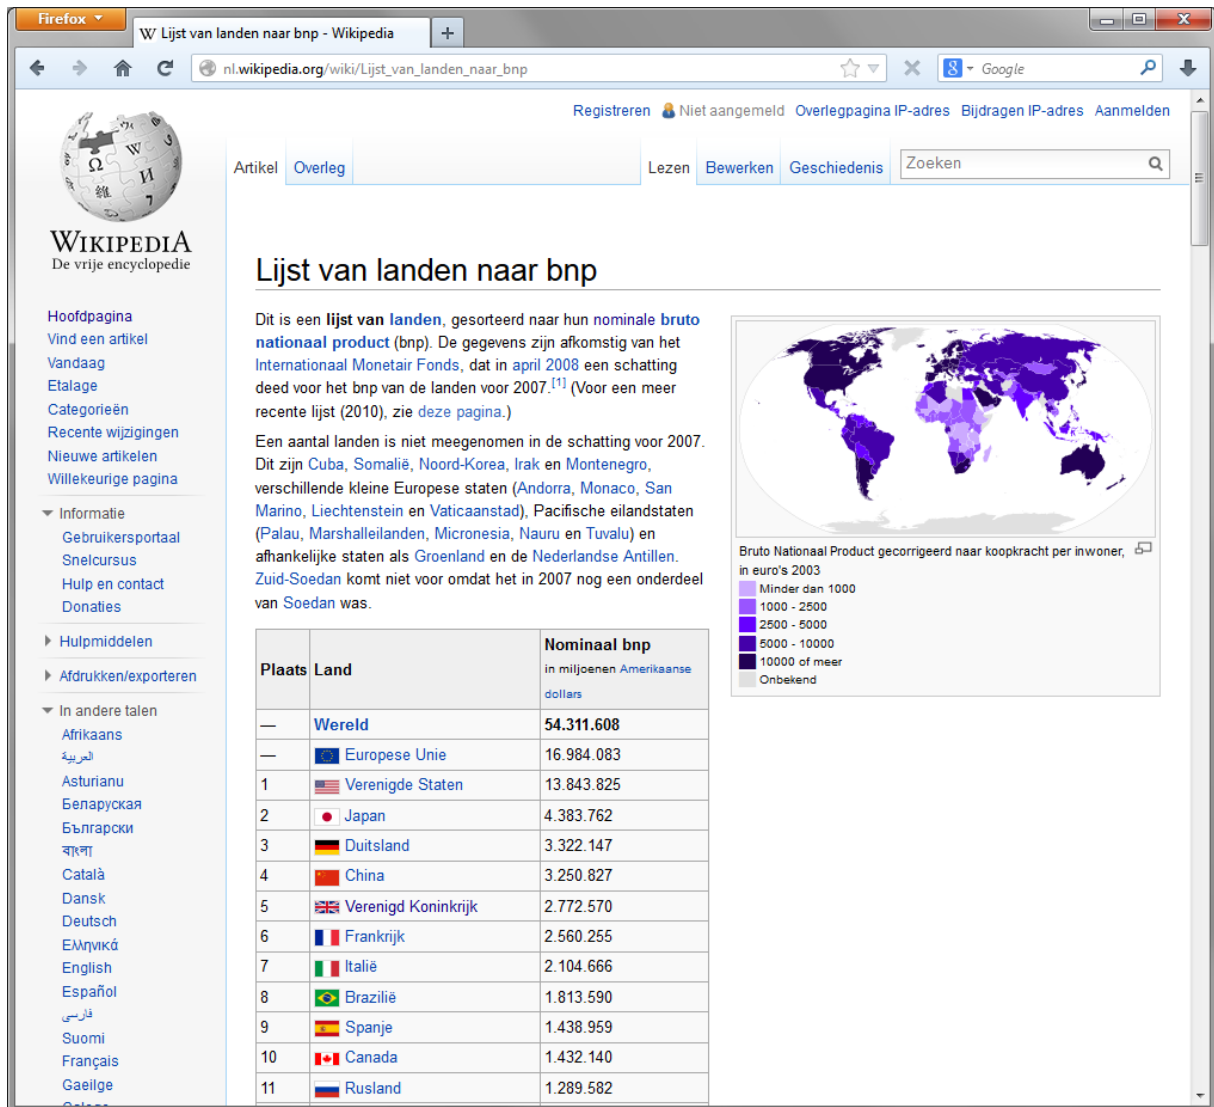 Firefox
Lijst van landen naar bnp - Wikipedia
nl.wikipedia.org/wiki/Lijst_van_landen_naar_bnp
Google
Registreren Niet aangemeld Overlegpagina IP-adres Bijdragen IP-adres Aanmelden
Artikel Overleg Lezen Bewerken Geschiedenis Zoeken
WIKIPEDIA
De vrije encyclopedie
Hoofdpagina
Vind een artikel
Vandaag
Etalage
Categorieën
Recente wijzigingen
Nieuwe artikelen
Willekeurige pagina
Informatie
Gebruikersportaal
Snelcursus
Hulp en contact
Donaties
Hulpmiddelen
Afdrukken/exporteren
In andere talen
Afrikaans
العربية
Asturianu
Беларуская
Български
বাংলা
Català
Dansk
Deutsch
Ελληνικά
English
Español
فارسی
Suomi
Français
Gaeilge
Lijst van landen naar bnp
Dit is een lijst van landen, gesorteerd naar hun nominale bruto
nationaal product (bnp). De gegevens zijn afkomstig van het
Internationaal Monetair Fonds, dat in april 2008 een schatting
deed voor het bnp van de landen voor 2007.[1] (Voor een meer
recente lijst (2010), zie deze pagina.)
Een aantal landen is niet meegenomen in de schatting voor 2007.
Dit zijn Cuba, Somalië, Noord-Korea, Irak en Montenegro,
verschillende kleine Europese staten (Andorra, Monaco, San
Marino, Liechtenstein en Vaticaanstad), Pacifische eilandstaten
(Palau, Marshalleilanden, Micronesia, Nauru en Tuvalu) en
afhankelijke staten als Groenland en de Nederlandse Antillen.
Zuid-Soedan komt niet voor omdat het in 2007 nog een onderdeel
van Soedan was.
Bruto Nationaal Product gecorrigeerd naar koopkracht per inwoner,
in euro's 2003
Minder dan 1000
1000 - 2500
2500 - 5000
5000 - 10000
10000 of meer
Onbekend
Plaats Land Nominaal bnp
in miljoenen Amerikaanse
dollars
— Wereld 54.311.608
— Europese Unie 16.984.083
1 Verenigde Staten 13.843.825
2 Japan 4.383.762
3 Duitsland 3.322.147
4 China 3.250.827
5 Verenigd Koninkrijk 2.772.570
6 Frankrijk 2.560.255
7 Italië 2.104.666
8 Brazilië 1.813.590
9 Spanje 1.438.959
10 Canada 1.432.140
11 Rusland 1.289.582